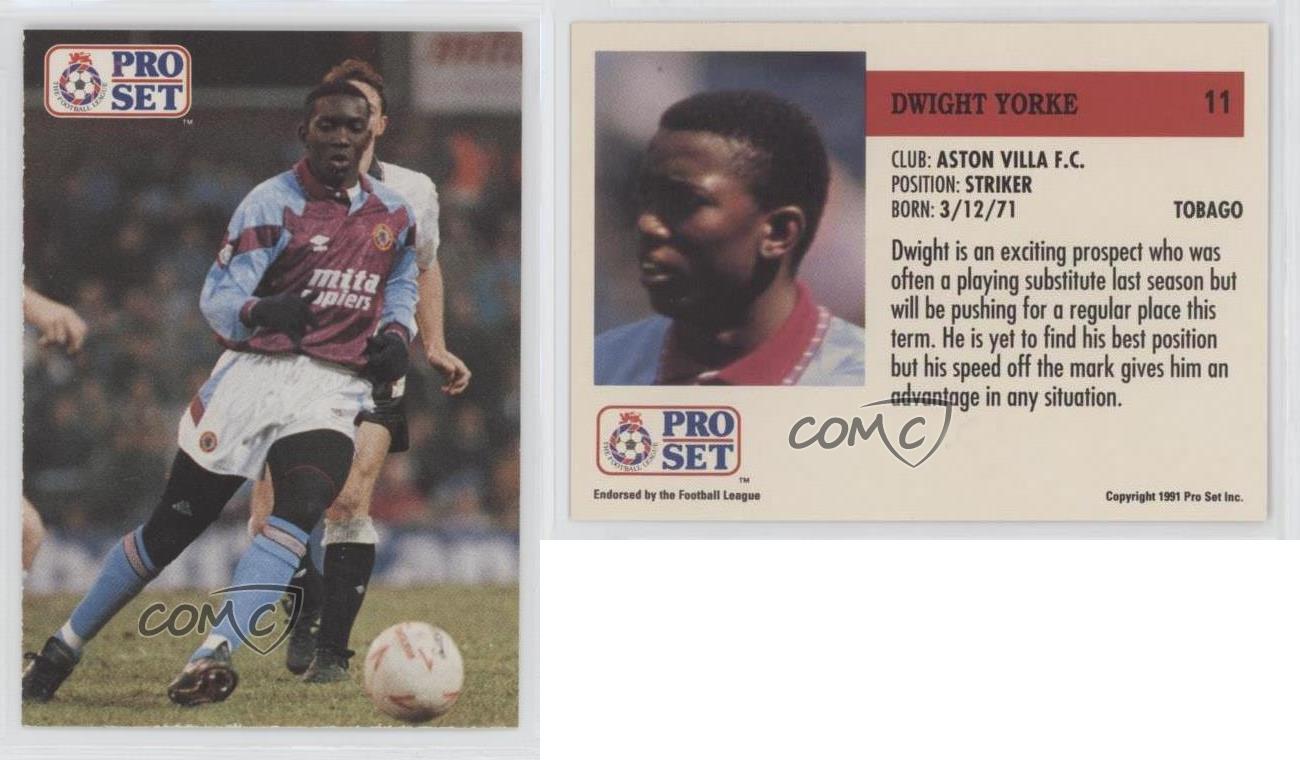 PRO
SET
THE FOOTBALL LEAGUE
TM
mita
copiers
COMC
DWIGHT YORKE 11
CLUB: ASTON VILLA F.C.
POSITION: STRIKER
BORN: 3/12/71 TOBAGO
Dwight is an exciting prospect who was
often a playing substitute last season but
will be pushing for a regular place this
term. He is yet to find his best position
but his speed off the mark gives him an
advantage in any situation.
COMC
PRO
SET
THE FOOTBALL LEAGUE
TM
Endorsed by the Football League
Copyright 1991 Pro Set Inc.